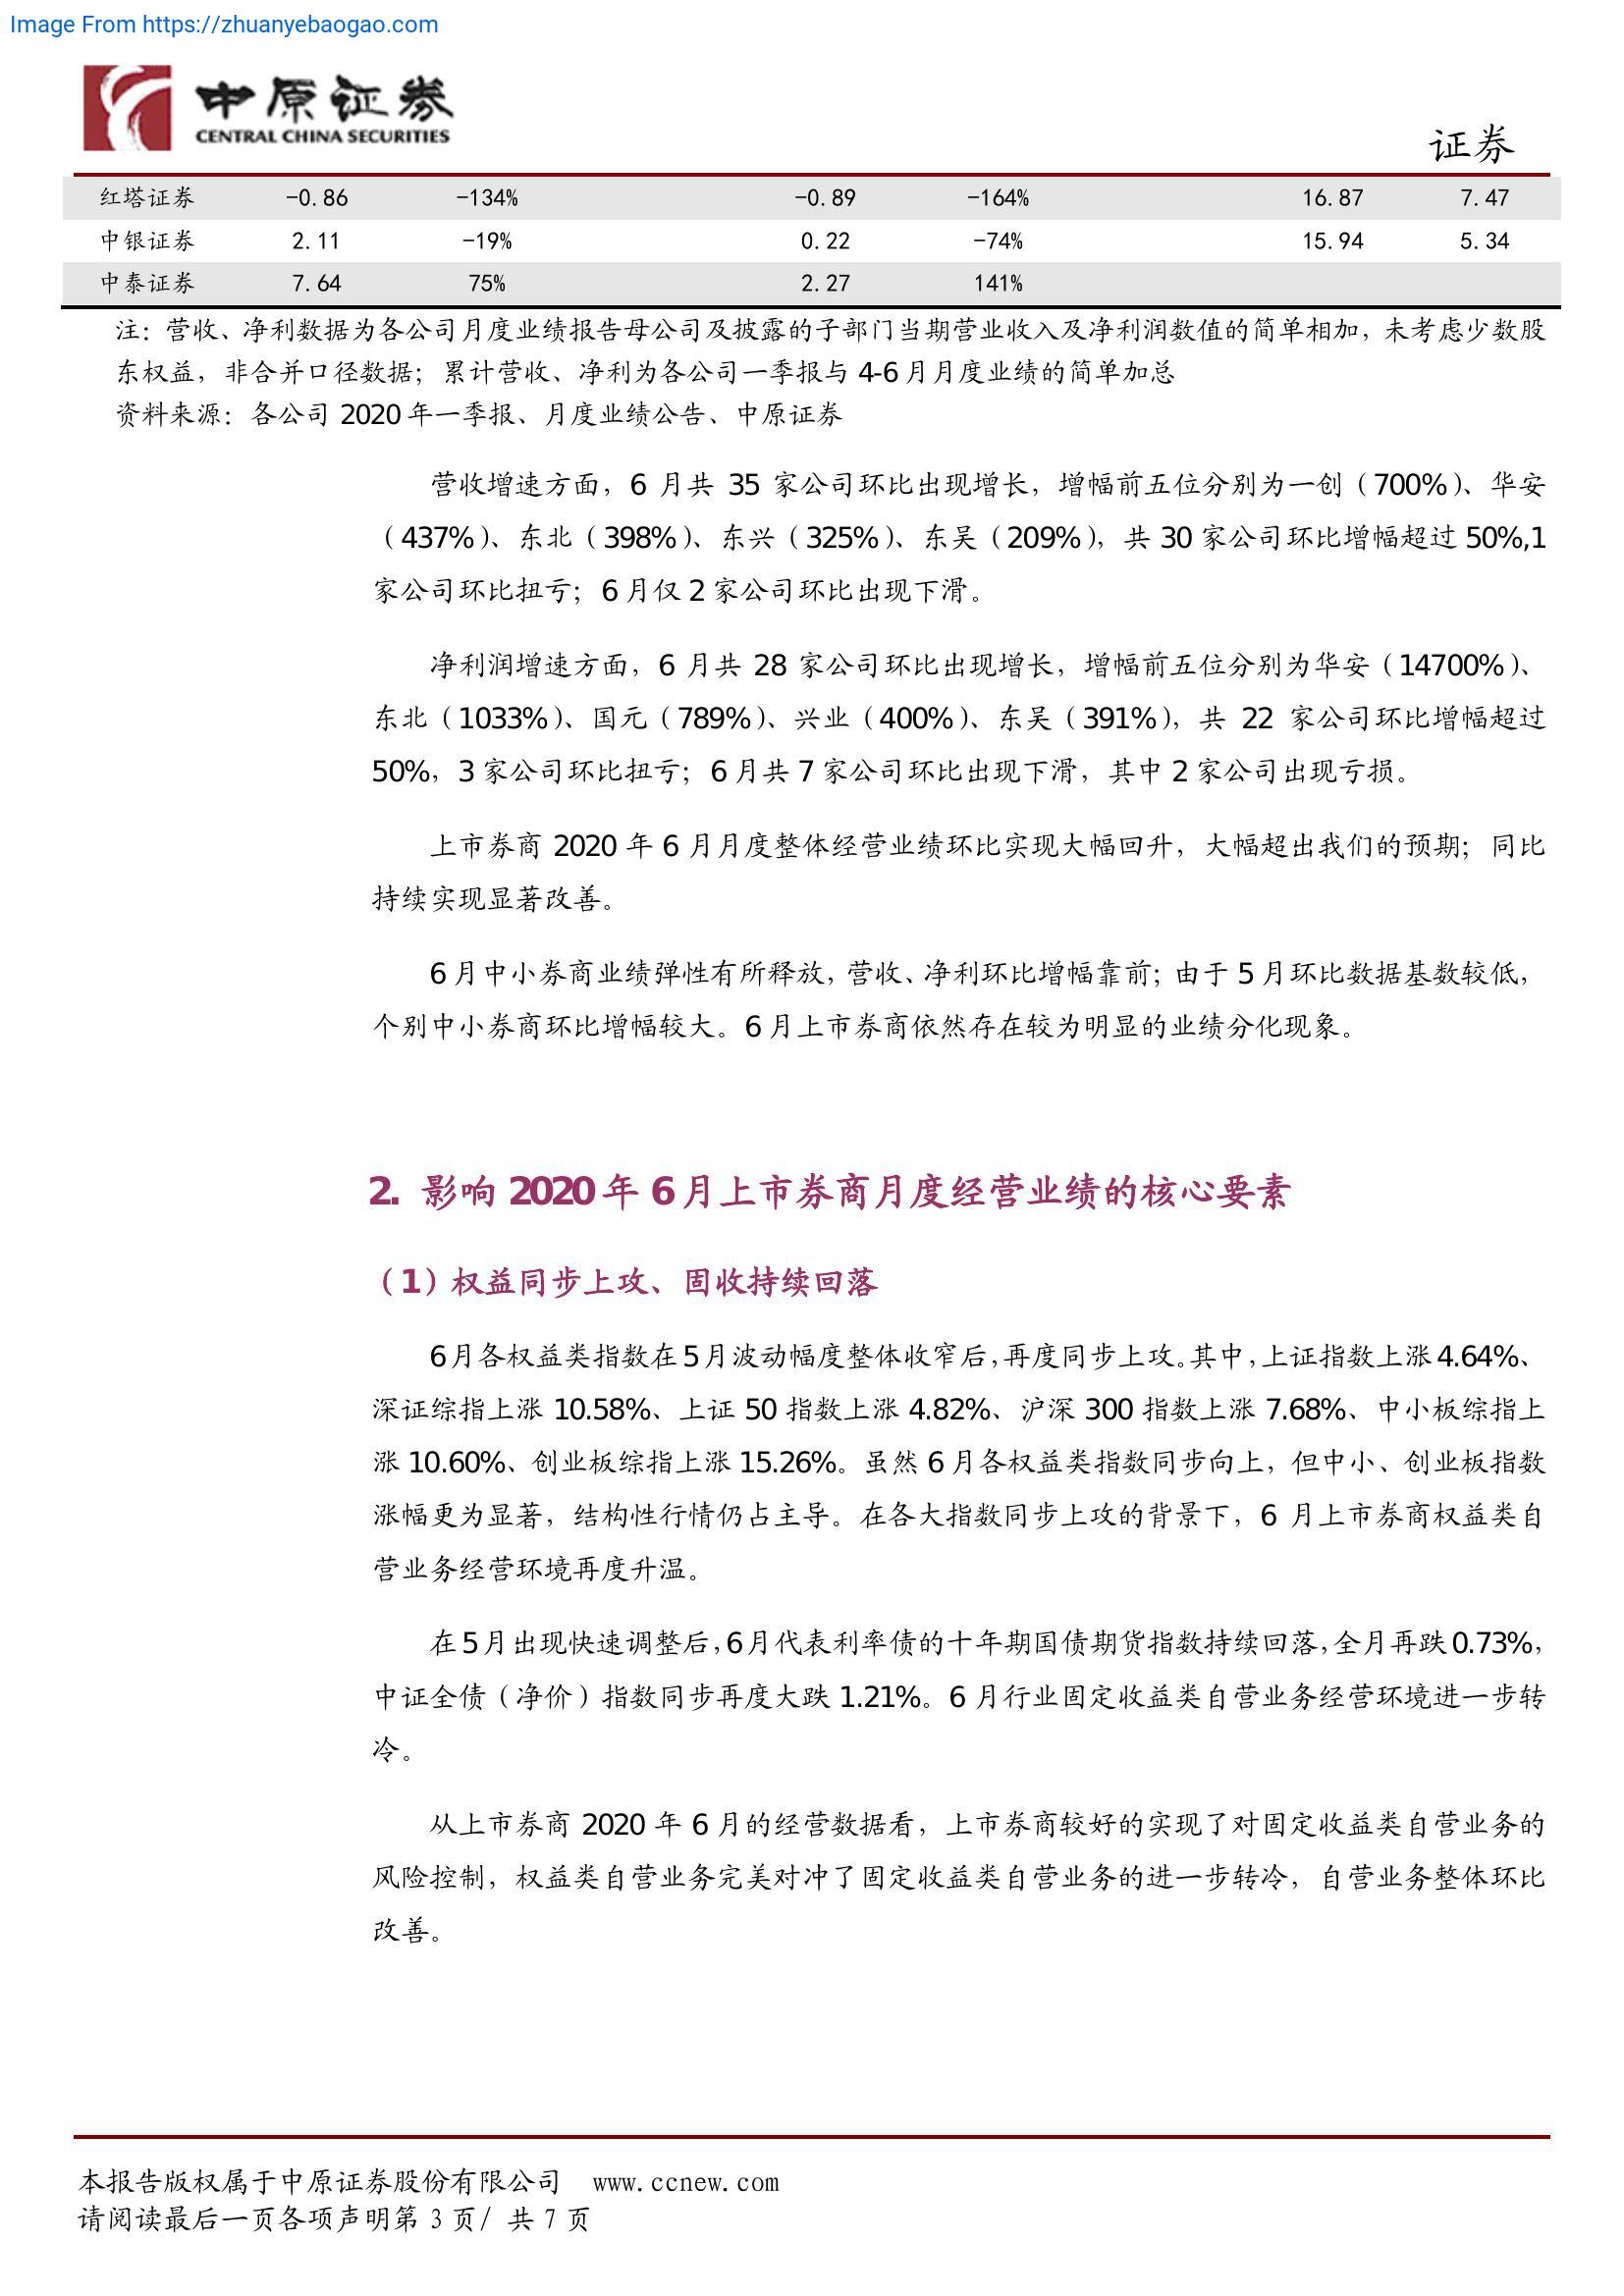 Image From https://zhuanyebaogao.com
中原证券
CENTRAL CHINA SECURITIES
证券
红塔证券 -0.86 -134% -0.89 -164% 16.87 7.47
中银证券 2.11 -19% 0.22 -74% 15.94 5.34
中泰证券 7.64 75% 2.27 141%
注：营收、净利数据为各公司月度业绩报告母公司及披露的子部门当期营业收入及净利润数值的简单相加，未考虑少数股
东权益，非合并口径数据；累计营收、净利为各公司一季报与 4-6 月月度业绩的简单加总
资料来源：各公司 2020 年一季报、月度业绩公告、中原证券
营收增速方面，6 月共 35 家公司环比出现增长，增幅前五位分别为一创（700%）、华安
（437%）、东北（398%）、东兴（325%）、东吴（209%），共 30 家公司环比增幅超过 50%,1
家公司环比扭亏；6 月仅 2 家公司环比出现下滑。
净利润增速方面，6 月共 28 家公司环比出现增长，增幅前五位分别为华安（14700%）、
东北（1033%）、国元（789%）、兴业（400%）、东吴（391%），共 22 家公司环比增幅超过
50%，3 家公司环比扭亏；6 月共 7 家公司环比出现下滑，其中 2 家公司出现亏损。
上市券商 2020 年 6 月月度整体经营业绩环比实现大幅回升，大幅超出我们的预期；同比
持续实现显著改善。
6 月中小券商业绩弹性有所释放，营收、净利环比增幅靠前；由于 5 月环比数据基数较低，
个别中小券商环比增幅较大。6 月上市券商依然存在较为明显的业绩分化现象。
2. 影响 2020 年 6 月上市券商月度经营业绩的核心要素
（1）权益同步上攻、固收持续回落
6 月各权益类指数在 5 月波动幅度整体收窄后，再度同步上攻。其中，上证指数上涨 4.64%、
深证综指上涨 10.58%、上证 50 指数上涨 4.82%、沪深 300 指数上涨 7.68%、中小板综指上
涨 10.60%、创业板综指上涨 15.26%。虽然 6 月各权益类指数同步向上，但中小、创业板指数
涨幅更为显著，结构性行情仍占主导。在各大指数同步上攻的背景下，6 月上市券商权益类自
营业务经营环境再度升温。
在 5 月出现快速调整后，6 月代表利率债的十年期国债期货指数持续回落，全月再跌 0.73%，
中证全债（净价）指数同步再度大跌 1.21%。6 月行业固定收益类自营业务经营环境进一步转
冷。
从上市券商 2020 年 6 月的经营数据看，上市券商较好的实现了对固定收益类自营业务的
风险控制，权益类自营业务完美对冲了固定收益类自营业务的进一步转冷，自营业务整体环比
改善。
本报告版权属于中原证券股份有限公司 www.ccnew.com
请阅读最后一页各项声明第 3 页/ 共 7 页